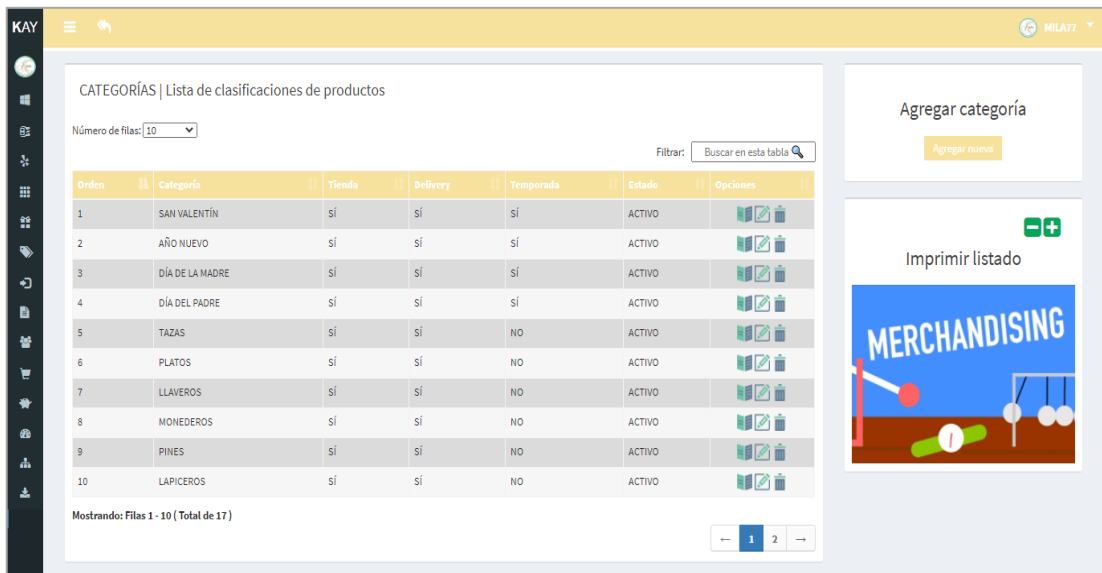 KAY
MILA77
CATEGORÍAS | Lista de clasificaciones de productos
Número de filas: 10
Filtrar: Buscar en esta tabla
Orden Categoría Tienda Delivery Temporada Estado Opciones
1 SAN VALENTÍN SÍ SÍ SÍ ACTIVO
2 AÑO NUEVO SÍ SÍ SÍ ACTIVO
3 DÍA DE LA MADRE SÍ SÍ SÍ ACTIVO
4 DÍA DEL PADRE SÍ SÍ SÍ ACTIVO
5 TAZAS SÍ SÍ NO ACTIVO
6 PLATOS SÍ SÍ NO ACTIVO
7 LLAVEROS SÍ SÍ NO ACTIVO
8 MONEDEROS SÍ SÍ NO ACTIVO
9 PINES SÍ SÍ NO ACTIVO
10 LAPICEROS SÍ SÍ NO ACTIVO
Mostrando: Filas 1 - 10 ( Total de 17 )
← 1 2 →
Agregar categoría
Agregar nueva
Imprimir listado
MERCHANDISING